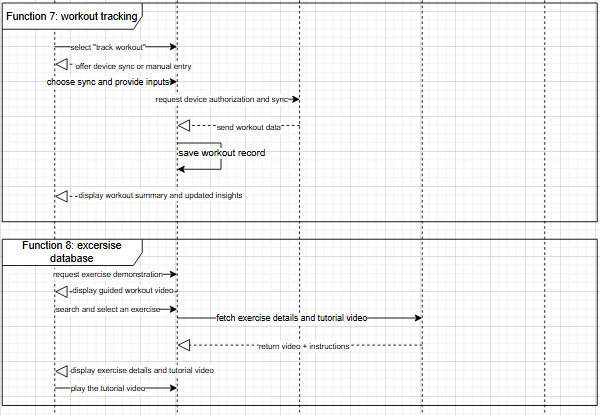 Function 7: workout tracking
select "track workout"
offer device sync or manual entry
choose sync and provide inputs
request device authorization and sync
send workout data
save workout record
display workout summary and updated insights
Function 8: excersise
database
request exercise demonstration
display guided workout video
search and select an exercise
fetch exercise details and tutorial video
return video + instructions
display exercise details and tutorial video
play the tutorial video